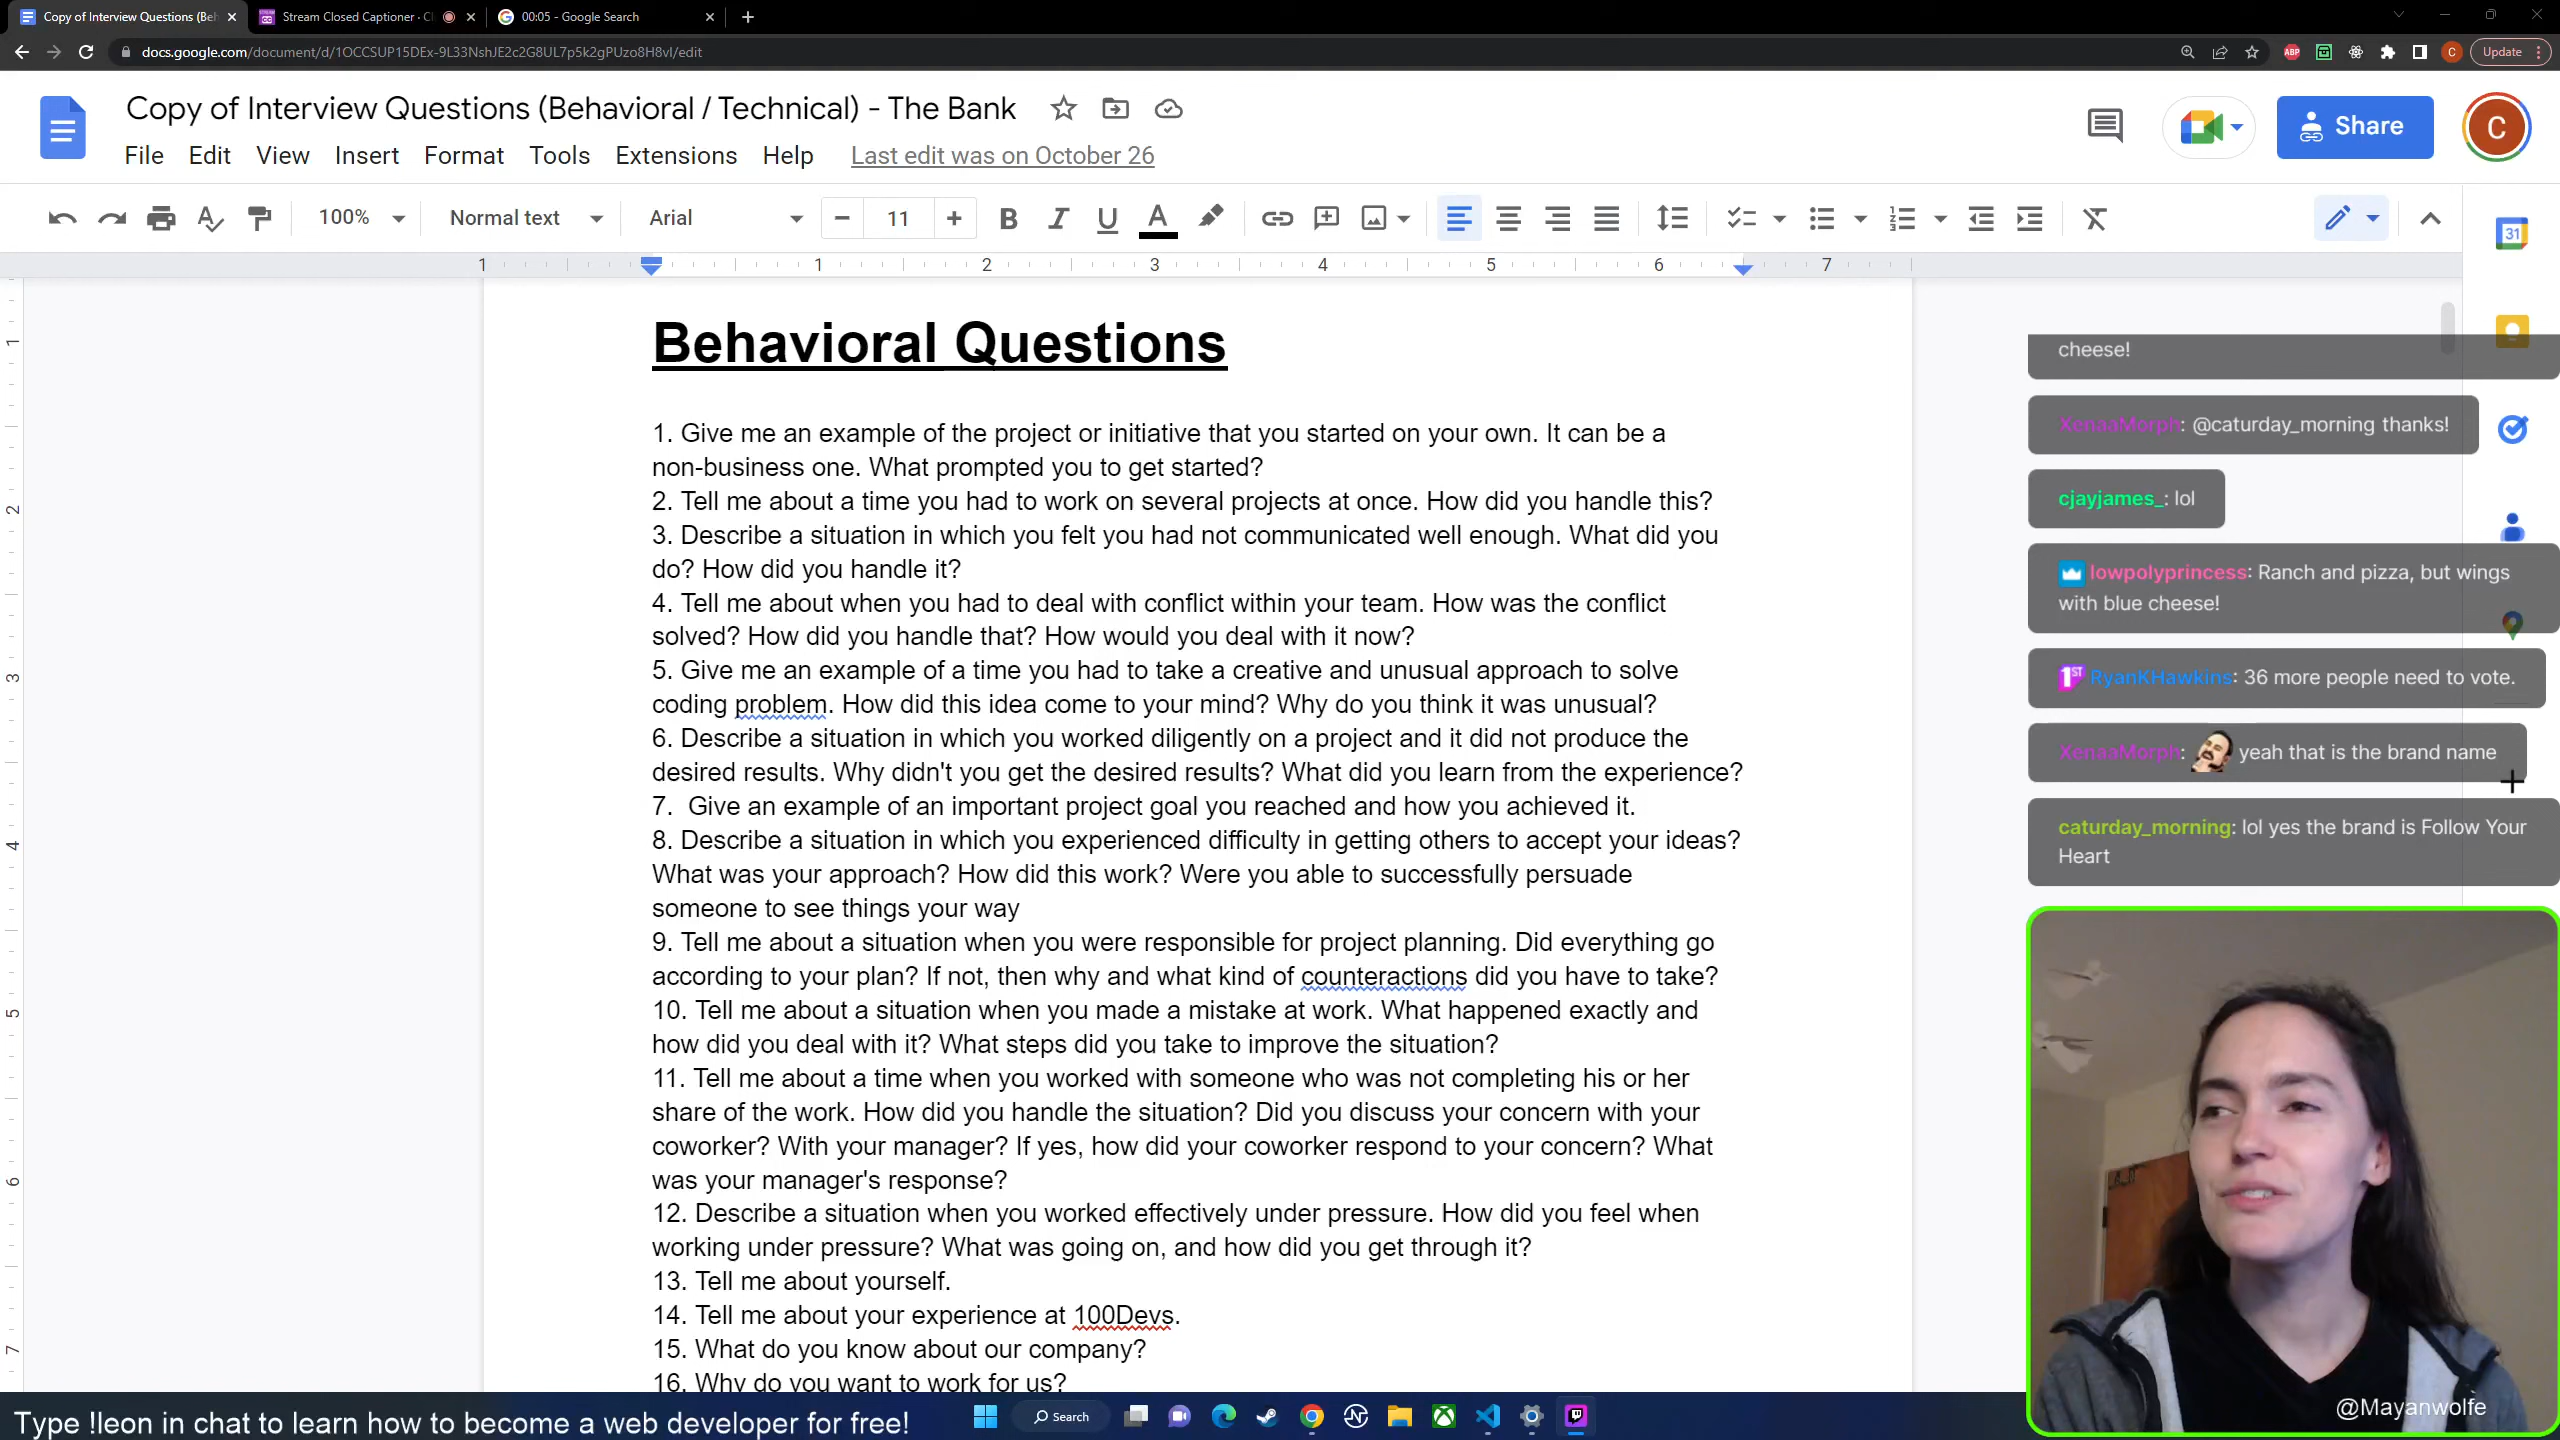 Copy of Interview Questions (Beh
Stream Closed Captioner · Cl
00:05 - Google Search
docs.google.com/document/d/1OCCSUP15DEx-9L33NshJE2c2G8UL7p5k2gPUzo8H8vI/edit
ABP
C
Update
Copy of Interview Questions (Behavioral / Technical) - The Bank
Share
C
File Edit View Insert Format Tools Extensions Help Last edit was on October 26
100% Normal text Arial 11 B I U A
31
1 1 2 3 4 5 6 7
Behavioral Questions
1. Give me an example of the project or initiative that you started on your own. It can be a
non-business one. What prompted you to get started?
2. Tell me about a time you had to work on several projects at once. How did you handle this?
3. Describe a situation in which you felt you had not communicated well enough. What did you
do? How did you handle it?
4. Tell me about when you had to deal with conflict within your team. How was the conflict
solved? How did you handle that? How would you deal with it now?
5. Give me an example of a time you had to take a creative and unusual approach to solve
coding problem. How did this idea come to your mind? Why do you think it was unusual?
6. Describe a situation in which you worked diligently on a project and it did not produce the
desired results. Why didn't you get the desired results? What did you learn from the experience?
7.  Give an example of an important project goal you reached and how you achieved it.
8. Describe a situation in which you experienced difficulty in getting others to accept your ideas?
What was your approach? How did this work? Were you able to successfully persuade
someone to see things your way
9. Tell me about a situation when you were responsible for project planning. Did everything go
according to your plan? If not, then why and what kind of counteractions did you have to take?
10. Tell me about a situation when you made a mistake at work. What happened exactly and
how did you deal with it? What steps did you take to improve the situation?
11. Tell me about a time when you worked with someone who was not completing his or her
share of the work. How did you handle the situation? Did you discuss your concern with your
coworker? With your manager? If yes, how did your coworker respond to your concern? What
was your manager's response?
12. Describe a situation when you worked effectively under pressure. How did you feel when
working under pressure? What was going on, and how did you get through it?
13. Tell me about yourself.
14. Tell me about your experience at 100Devs.
15. What do you know about our company?
16. Why do you want to work for us?
1
2
3
4
5
6
7
cheese!
XenaaMorph: @caturday_morning thanks!
cjayjames_: lol
lowpolyprincess: Ranch and pizza, but wings
with blue cheese!
1ST RyanKHawkins: 36 more people need to vote.
XenaaMorph: yeah that is the brand name
caturday_morning: lol yes the brand is Follow Your
Heart
@Mayanwolfe
Type !leon in chat to learn how to become a web developer for free!
Search